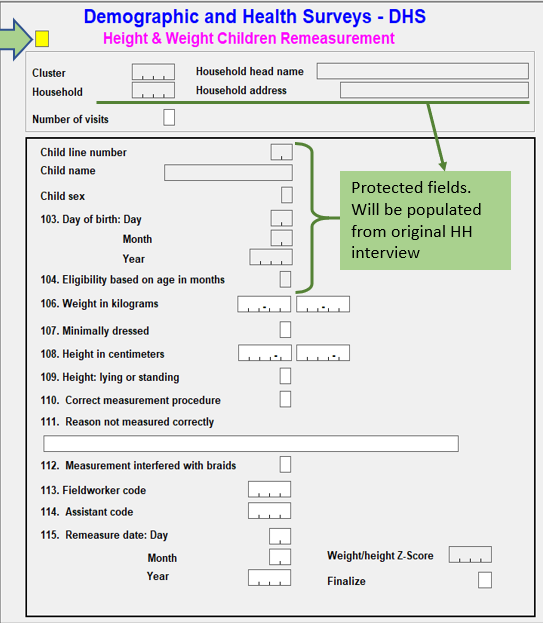 Demographic and Health Surveys - DHS
Height & Weight Children Remeasurement
Cluster
Household head name
Household
Household address
Number of visits
Child line number
Child name
Child sex
103. Day of birth: Day
Month
Year
104. Eligibility based on age in months
Protected fields.
Will be populated
from original HH
interview
106. Weight in kilograms
107. Minimally dressed
108. Height in centimeters
109. Height: lying or standing
110. Correct measurement procedure
111. Reason not measured correctly
112. Measurement interfered with braids
113. Fieldworker code
114. Assistant code
115. Remeasure date: Day
Month
Weight/height Z-Score
Year
Finalize